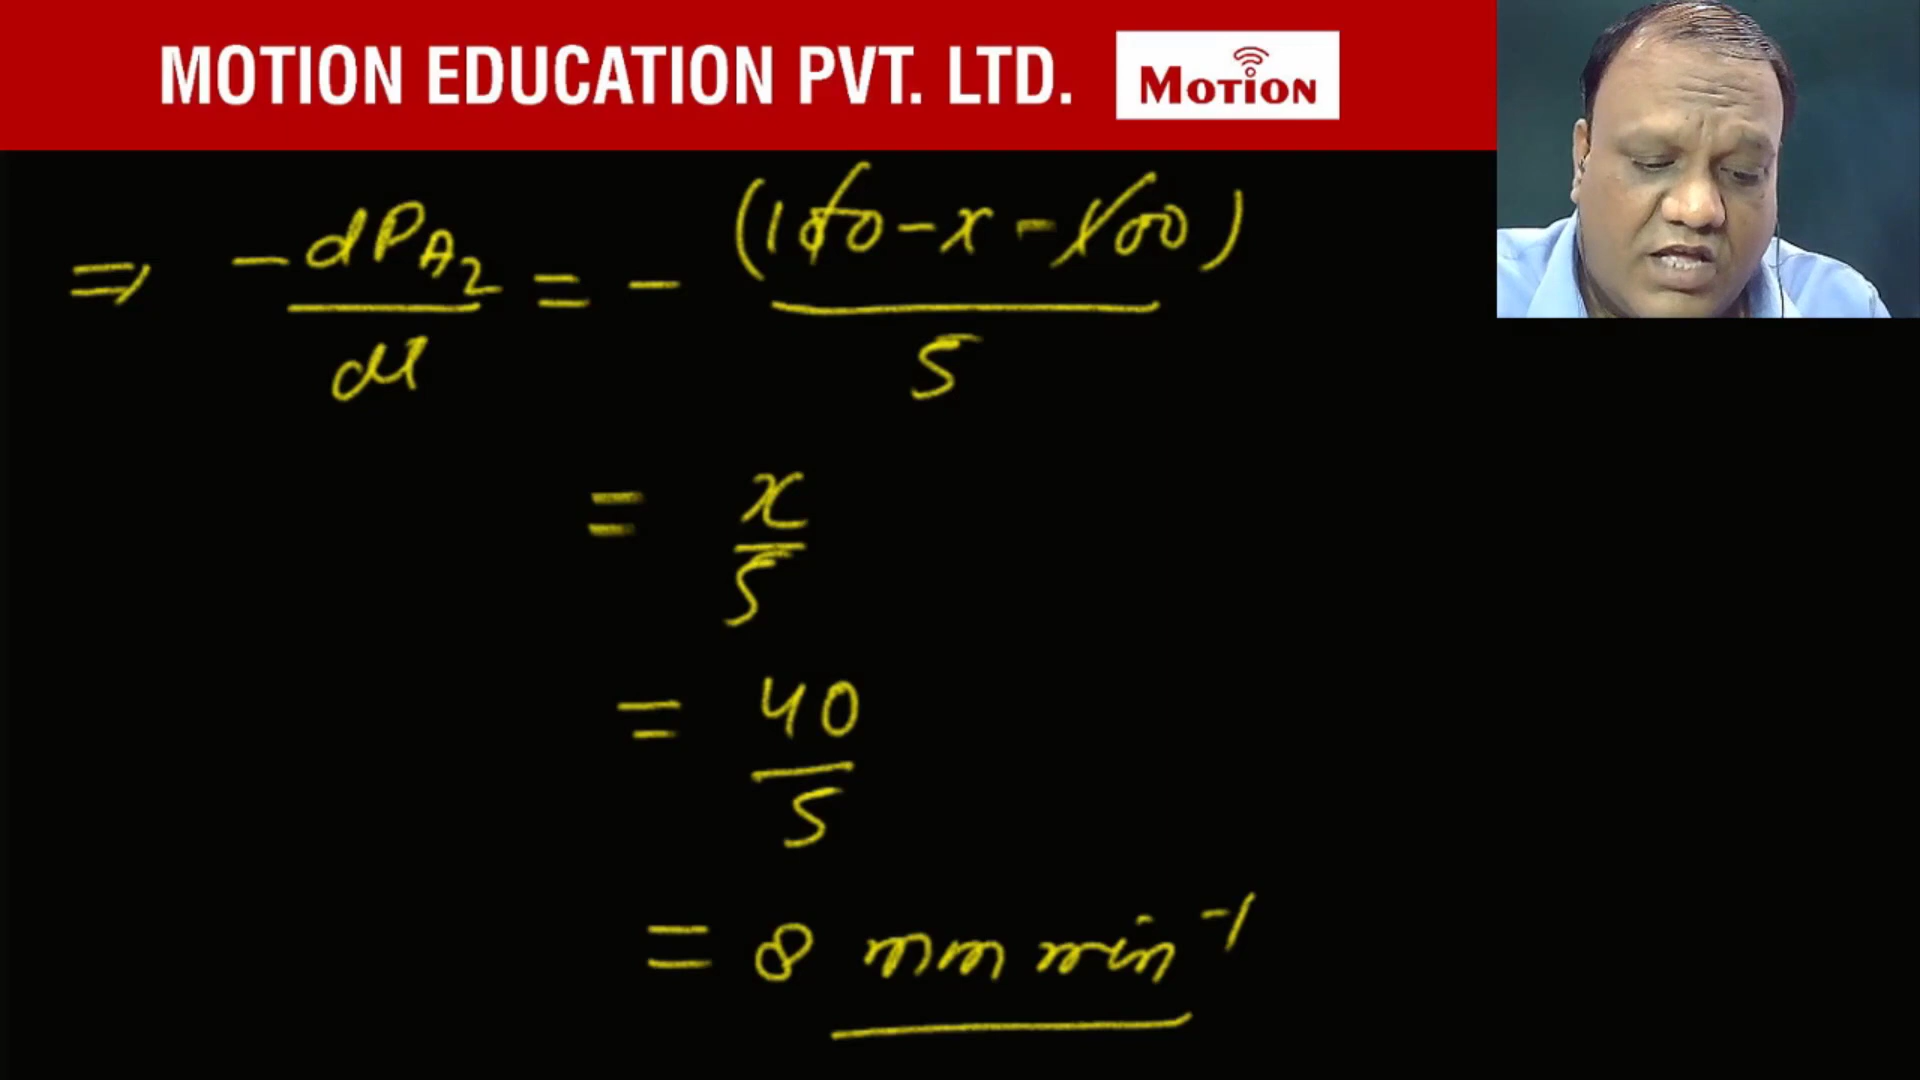 MOTION EDUCATION PVT. LTD. MOTION
⇒ -dP_{A_2}/dt = - (100-x-100)/5
= x/5
= 40/5
= 8 mm min^{-1}